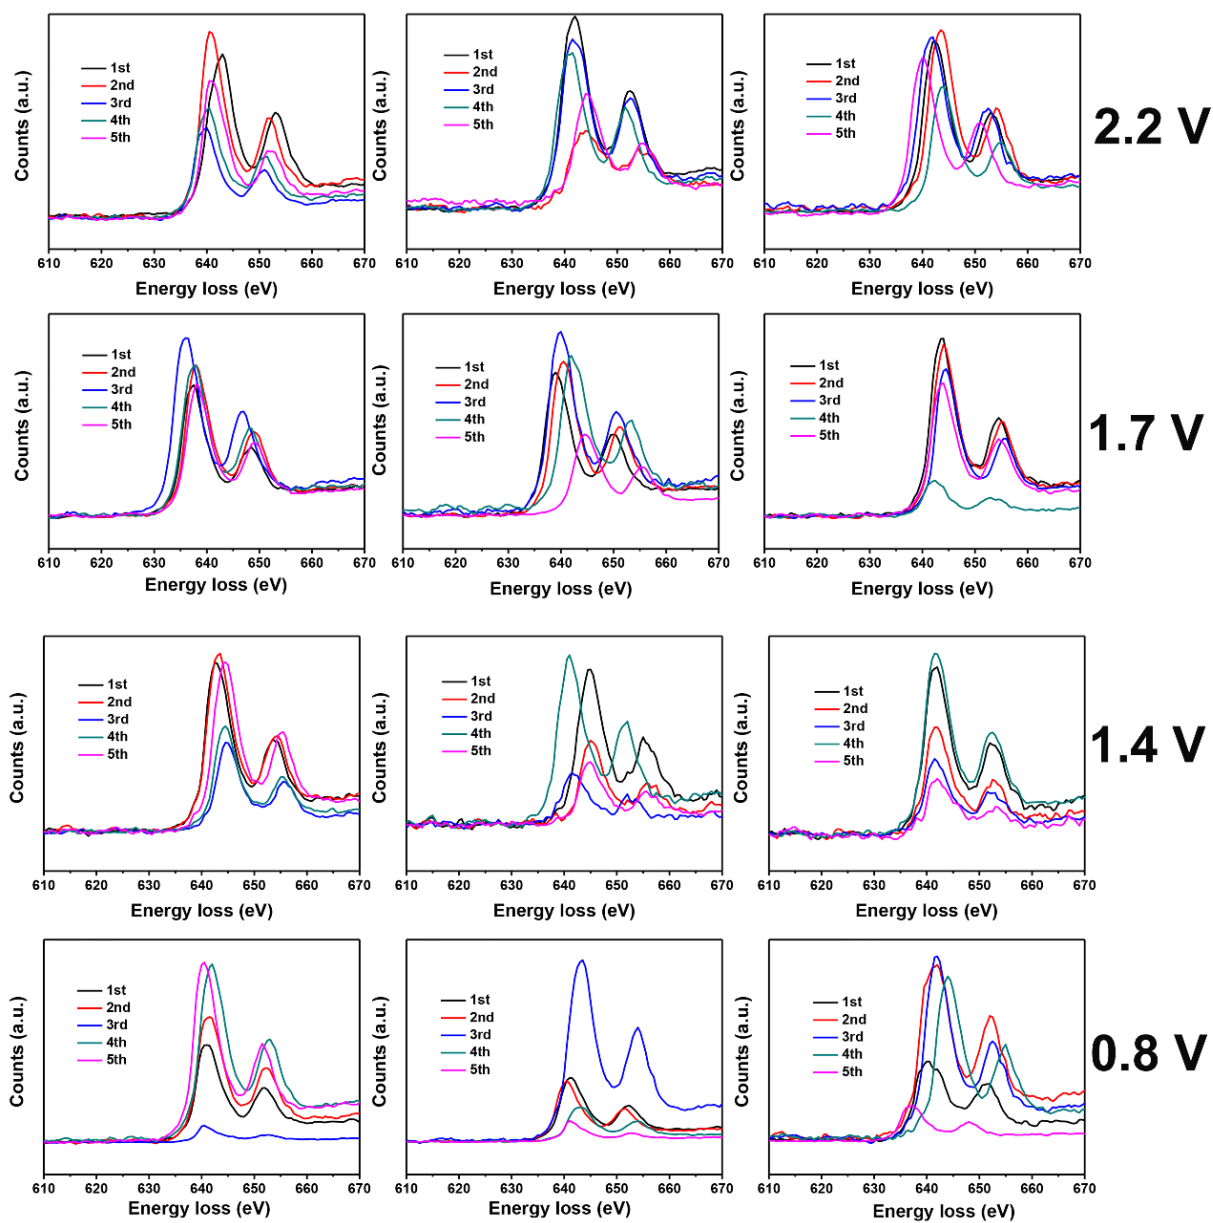 Counts (a.u.)
1st
2nd
3rd
4th
5th
610 620 630 640 650 660 670
Energy loss (eV)
Counts (a.u.)
1st
2nd
3rd
4th
5th
610 620 630 640 650 660 670
Energy loss (eV)
Counts (a.u.)
1st
2nd
3rd
4th
5th
610 620 630 640 650 660 670
Energy loss (eV)
2.2 V
Counts (a.u.)
1st
2nd
3rd
4th
5th
610 620 630 640 650 660 670
Energy loss (eV)
Counts (a.u.)
1st
2nd
3rd
4th
5th
610 620 630 640 650 660 670
Energy loss (eV)
Counts (a.u.)
1st
2nd
3rd
4th
5th
610 620 630 640 650 660 670
Energy loss (eV)
1.7 V
Counts (a.u.)
1st
2nd
3rd
4th
5th
610 620 630 640 650 660 670
Energy loss (eV)
Counts (a.u.)
1st
2nd
3rd
4th
5th
610 620 630 640 650 660 670
Energy loss (eV)
Counts (a.u.)
1st
2nd
3rd
4th
5th
610 620 630 640 650 660 670
Energy loss (eV)
1.4 V
Counts (a.u.)
1st
2nd
3rd
4th
5th
610 620 630 640 650 660 670
Energy loss (eV)
Counts (a.u.)
1st
2nd
3rd
4th
5th
610 620 630 640 650 660 670
Energy loss (eV)
Counts (a.u.)
1st
2nd
3rd
4th
5th
610 620 630 640 650 660 670
Energy loss (eV)
0.8 V